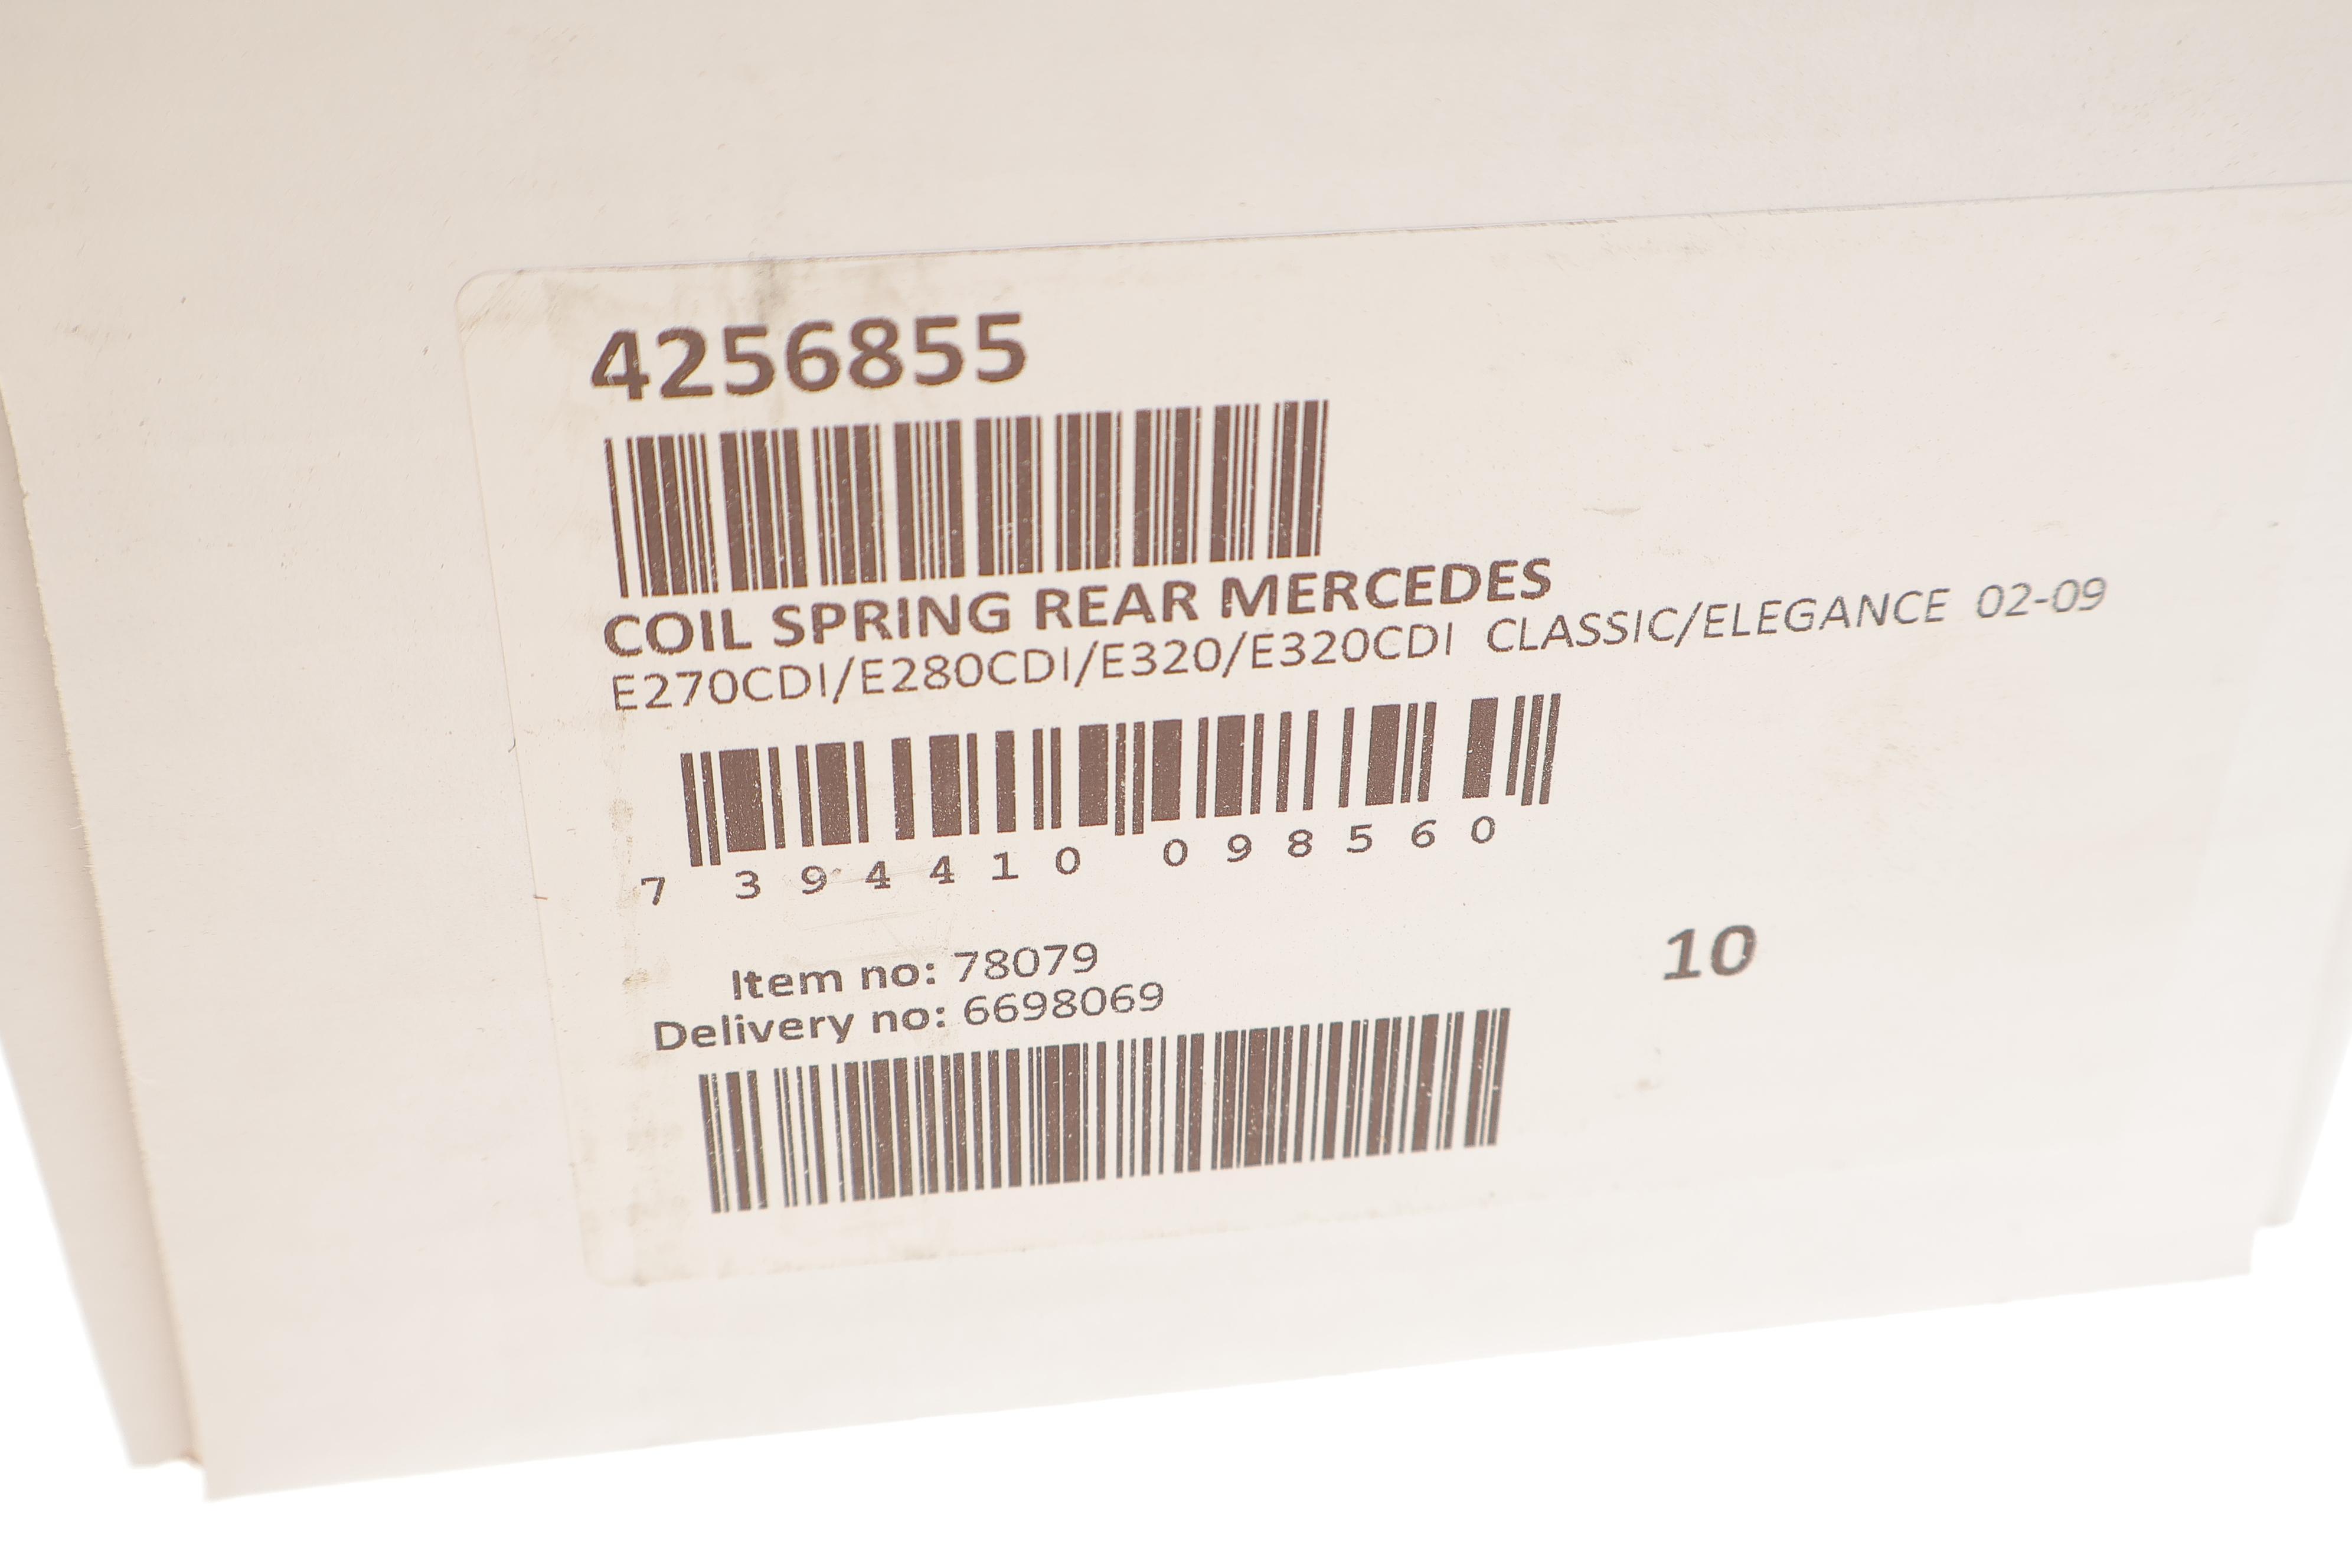 4256855
COIL SPRING REAR MERCEDES
E270CDI/E280CDI/E320/E320CDI CLASSIC/ELEGANCE 02-09
7 394410 098560
Item no: 78079
10
Delivery no: 6698069